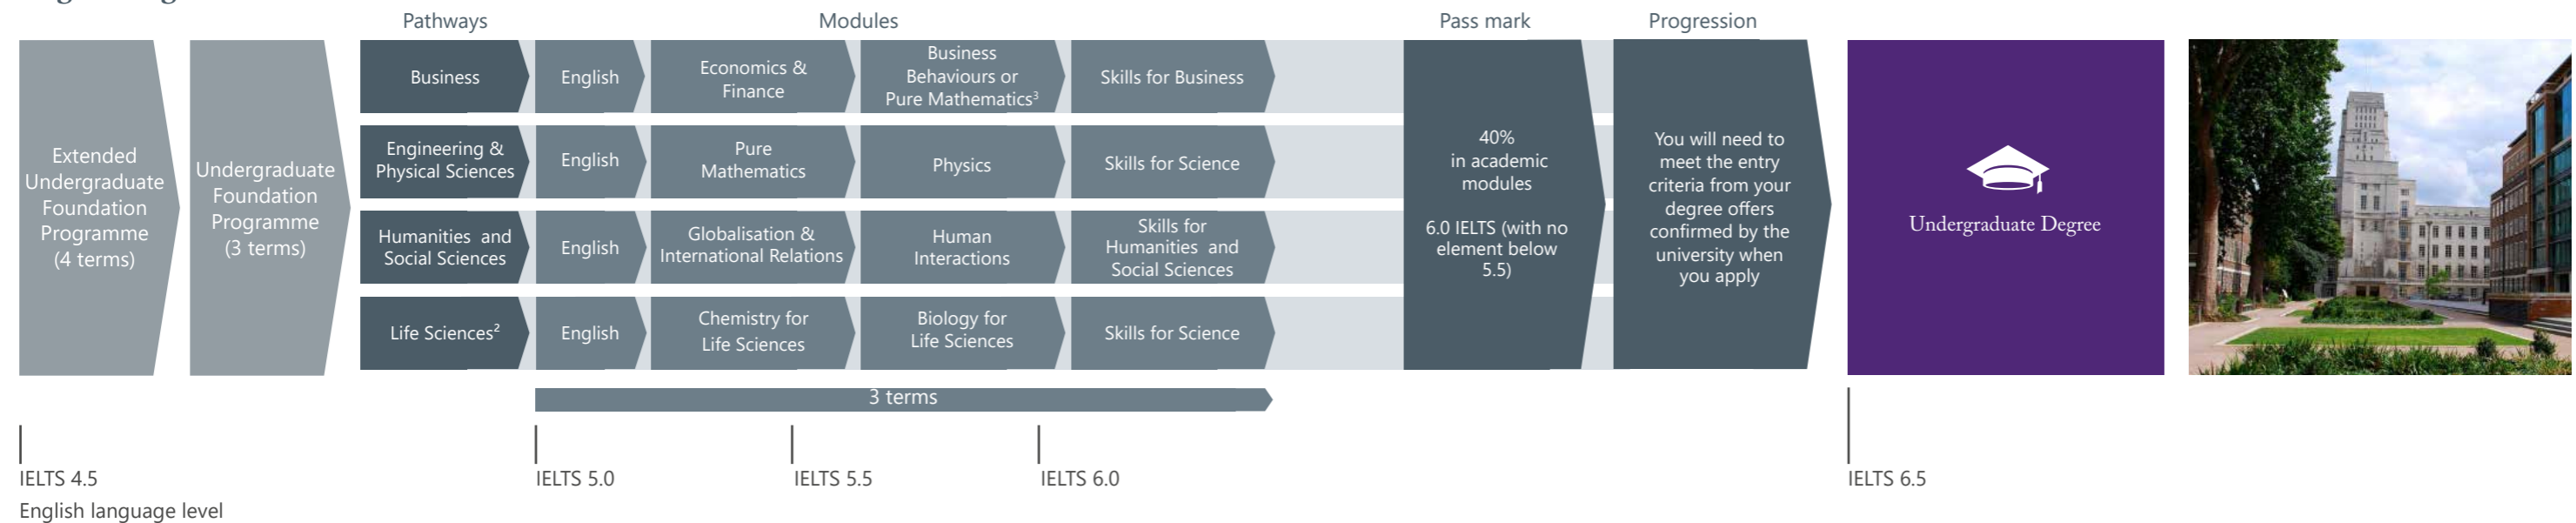 Pathways
Modules
Pass mark
Progression
Extended
Undergraduate
Foundation
Programme
(4 terms)
Undergraduate
Foundation
Programme
(3 terms)
Business
English
Economics &
Finance
Business
Behaviours or
Pure Mathematics³
Skills for Business
Engineering &
Physical Sciences
English
Pure
Mathematics
Physics
Skills for Science
Humanities and
Social Sciences
English
Globalisation &
International Relations
Human
Interactions
Skills for
Humanities and
Social Sciences
Life Sciences²
English
Chemistry for
Life Sciences
Biology for
Life Sciences
Skills for Science
40%
in academic
modules
6.0 IELTS (with no
element below
5.5)
You will need to
meet the entry
criteria from your
degree offers
confirmed by the
university when
you apply
Undergraduate Degree
3 terms
IELTS 4.5
IELTS 5.0
IELTS 5.5
IELTS 6.0
IELTS 6.5
English language level